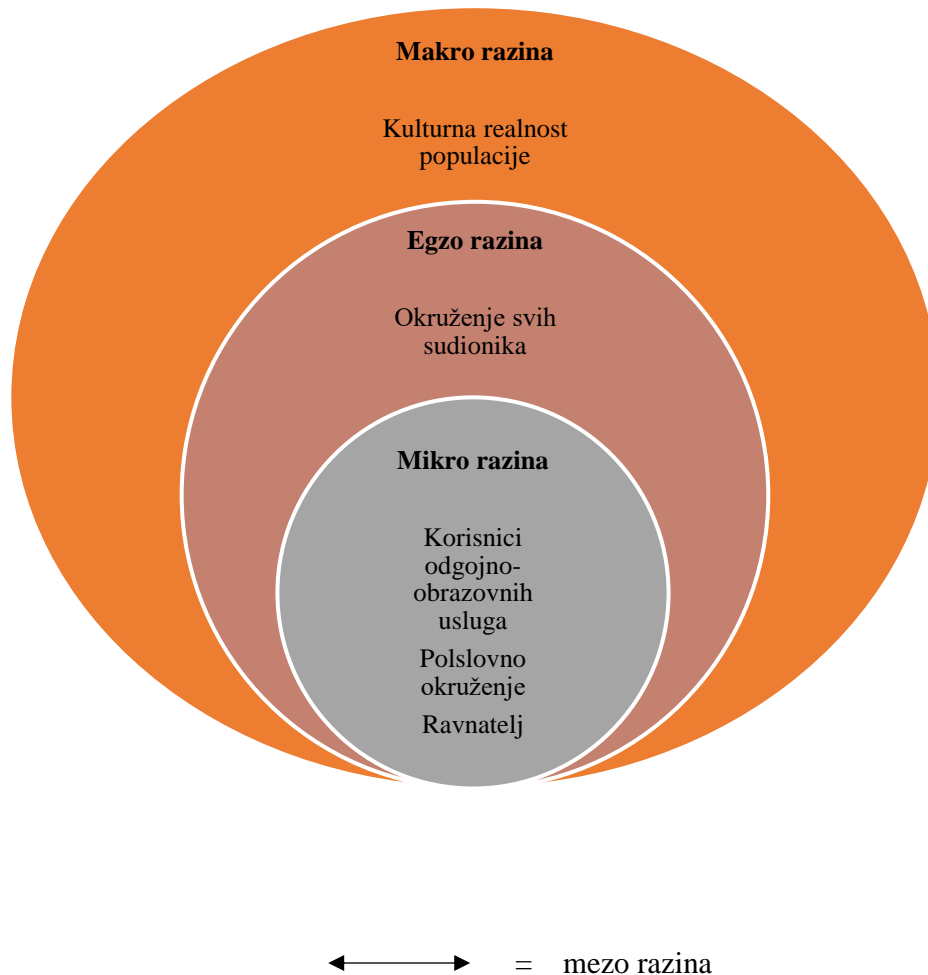 Makro razina
Kulturna realnost
populacije
Egzo razina
Okruženje svih
sudionika
Mikro razina
Korisnici
odgojno-
obrazovnih
usluga
Polslovno
okruženje
Ravnatelj
= mezo razina